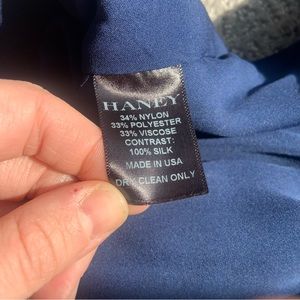 HANEY
34% NYLON
33% POLYESTER
33% VISCOSE
CONTRAST:
100% SILK
MADE IN USA
DRY CLEAN ONLY